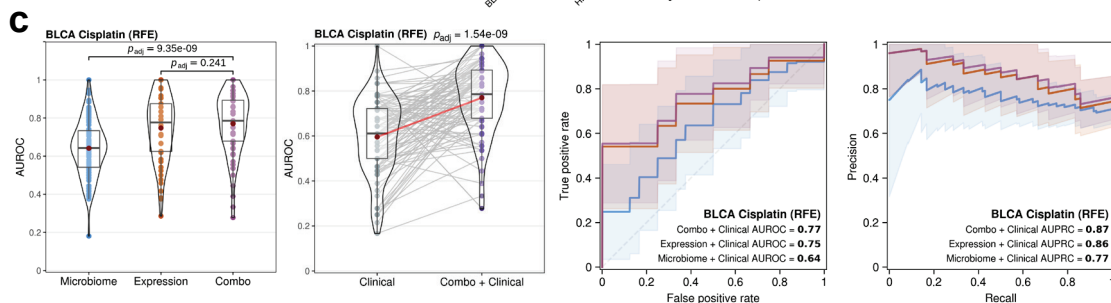 C
BLCA Cisplatin (RFE)
p adj = 9.35e-09
p adj = 0.241
AUROC
1
0.8
0.6
0.4
0.2
0
Microbiome Expression Combo
BLCA Cisplatin (RFE) p adj = 1.54e-09
AUROC
1
0.8
0.6
0.4
0.2
0
Clinical Combo + Clinical
True positive rate
1
0.8
0.6
0.4
0.2
0
BLCA Cisplatin (RFE)
Combo + Clinical AUROC = 0.77
Expression + Clinical AUROC = 0.75
Microbiome + Clinical AUROC = 0.64
0 0.2 0.4 0.6 0.8 1
False positive rate
Precision
1
0.8
0.6
0.4
0.2
0
BLCA Cisplatin (RFE)
Combo + Clinical AUPRC = 0.87
Expression + Clinical AUPRC = 0.86
Microbiome + Clinical AUPRC = 0.77
0 0.2 0.4 0.6 0.8 1
Recall